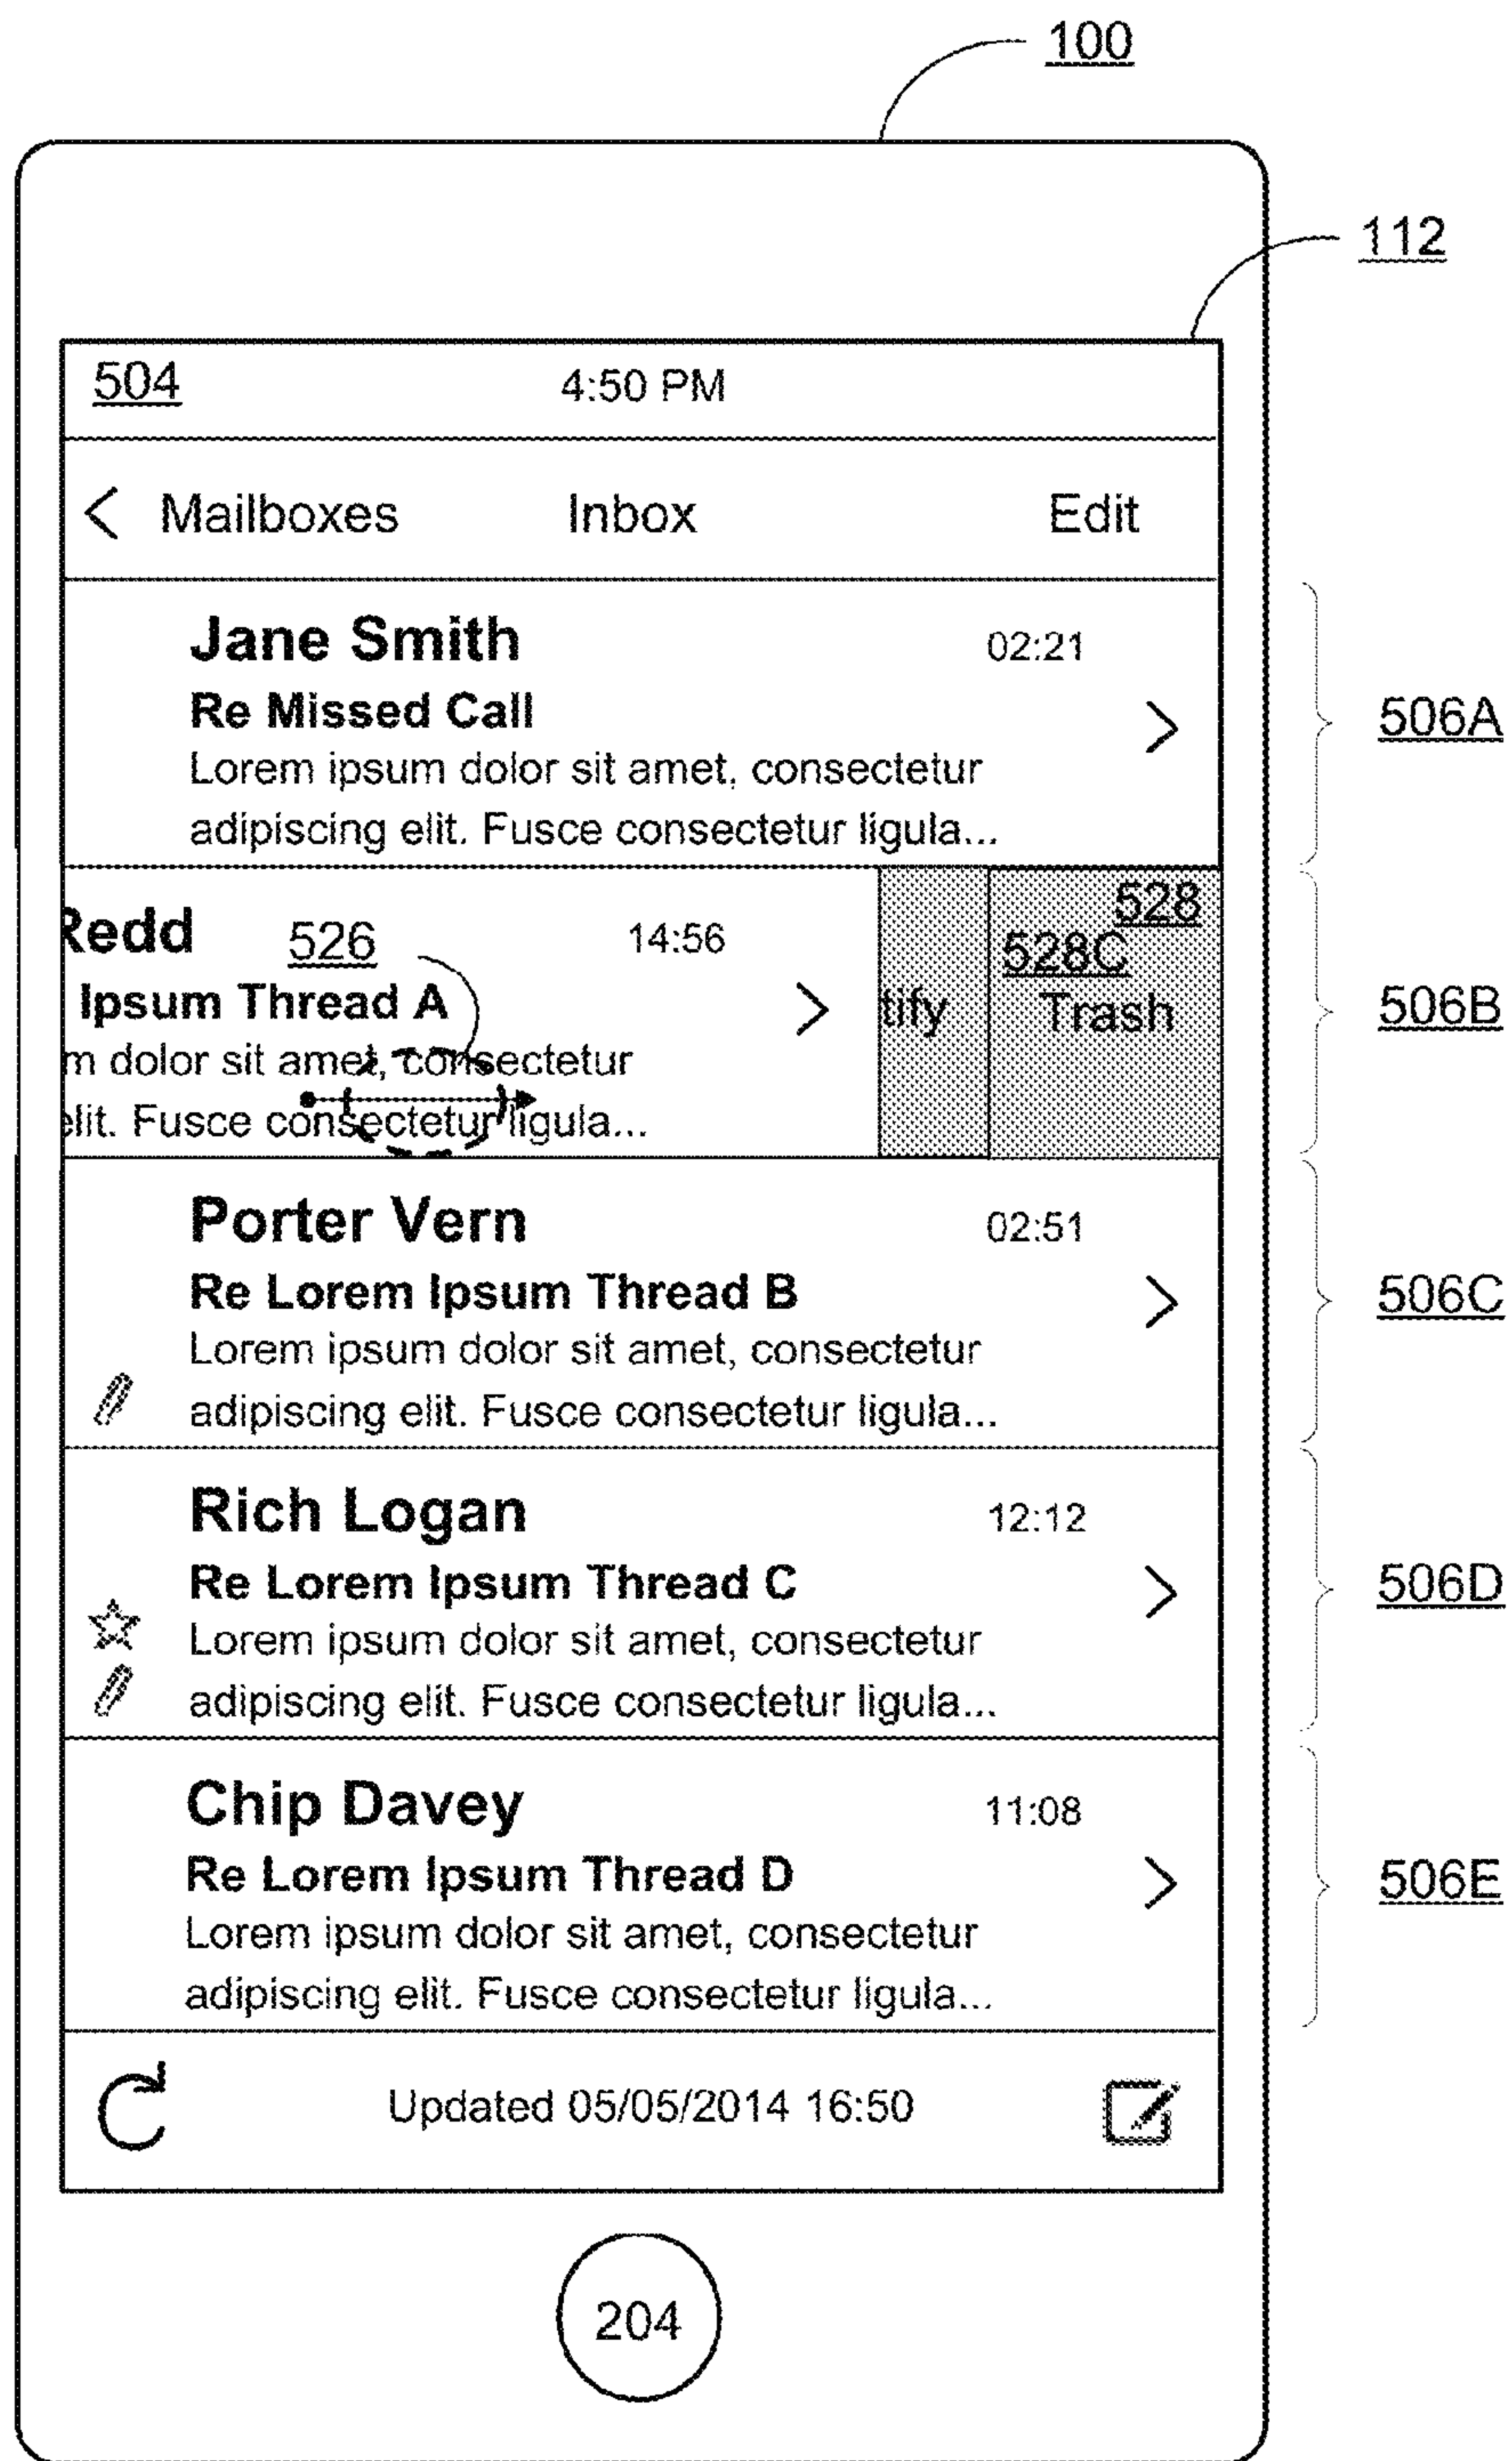 100
112
504 4:50 PM
< Mailboxes Inbox Edit
Jane Smith 02:21
Re Missed Call
506A
Lorem ipsum dolor sit amet, consectetur
adipiscing elit. Fusce consectetur ligula...
528
Redd 526 14:56
528C
Ipsum Thread A tify Trash 506B
m dolor sit amet, consectetur
elit. Fusce consectetur ligula...
Porter Vern 02:51
Re Lorem Ipsum Thread B 506C
Lorem ipsum dolor sit amet, consectetur
adipiscing elit. Fusce consectetur ligula...
Rich Logan 12:12
Re Lorem Ipsum Thread C 506D
Lorem ipsum dolor sit amet, consectetur
adipiscing elit. Fusce consectetur ligula...
Chip Davey 11:08
Re Lorem Ipsum Thread D 506E
Lorem ipsum dolor sit amet, consectetur
adipiscing elit. Fusce consectetur ligula...
Updated 05/05/2014 16:50
204